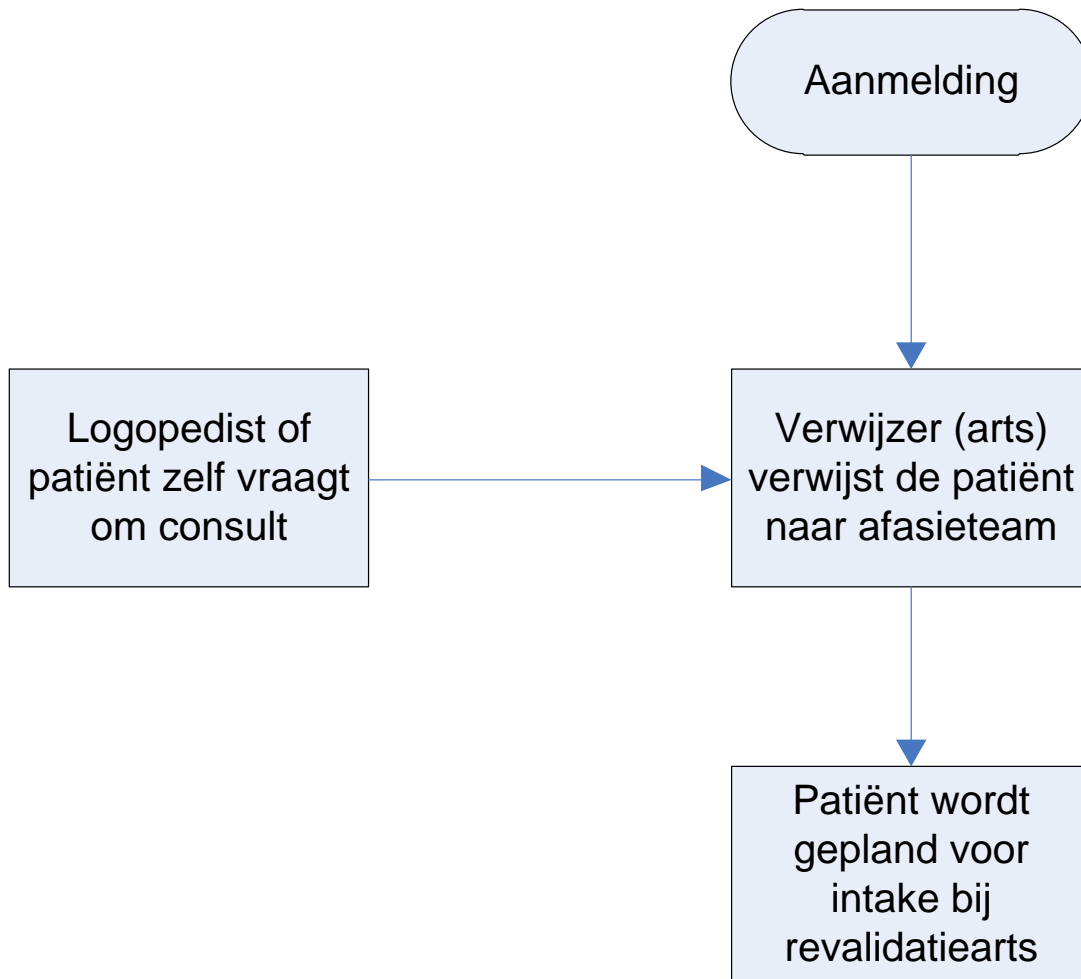 Aanmelding
Logopedist of
patiënt zelf vraagt
om consult
Verwijzer (arts)
verwijst de patiënt
naar afasieteam
Patiënt wordt
gepland voor
intake bij
revalidatiearts